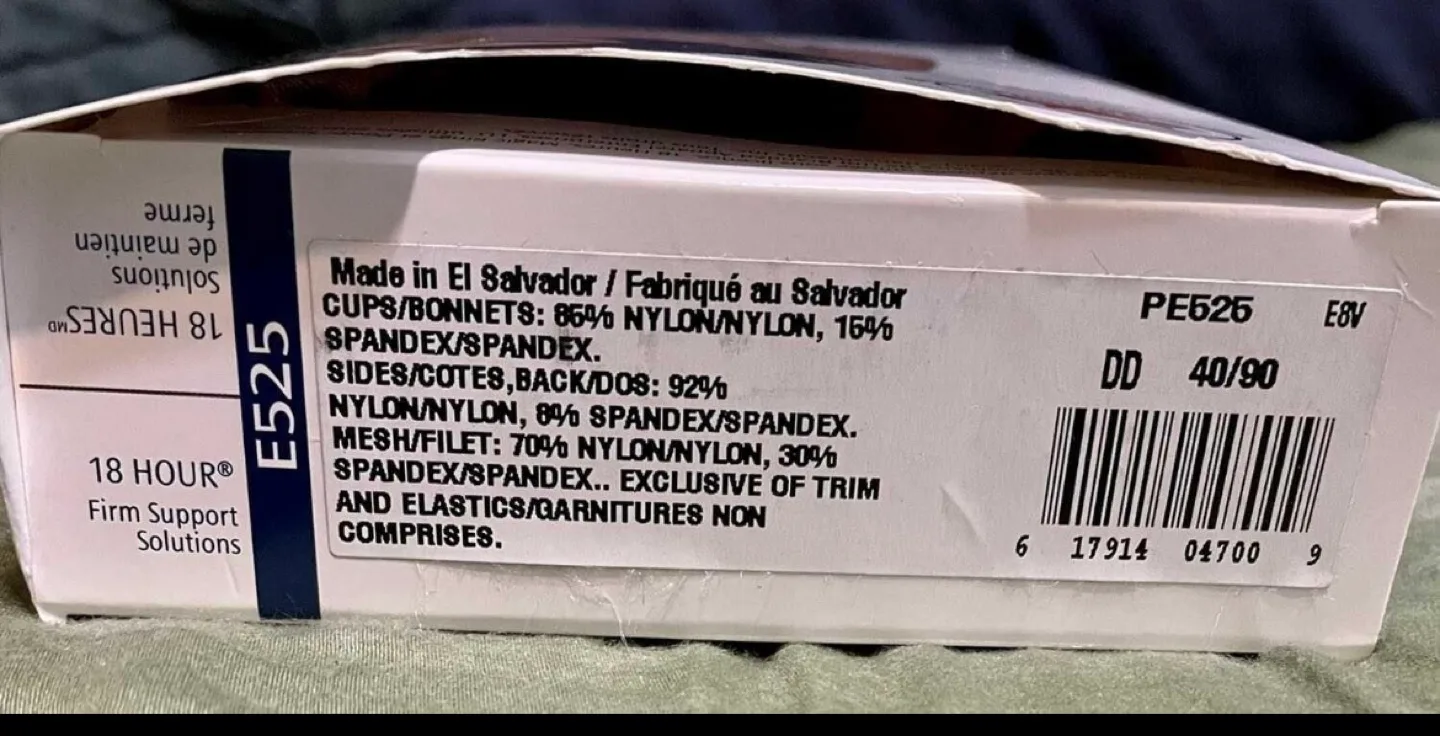 18 HEURES MD
Solutions
de maintien
ferme
18 HOUR®
Firm Support
Solutions
E525
Made in El Salvador / Fabriqué au Salvador
CUPS/BONNETS: 85% NYLON/NYLON, 15%
SPANDEX/SPANDEX.
SIDES/COTES,BACK/DOS: 92%
NYLON/NYLON, 8% SPANDEX/SPANDEX.
MESH/FILET: 70% NYLON/NYLON, 30%
SPANDEX/SPANDEX.. EXCLUSIVE OF TRIM
AND ELASTICS/GARNITURES NON
COMPRISES.
PE525 E8V
DD 40/90
6 17914 04700 9